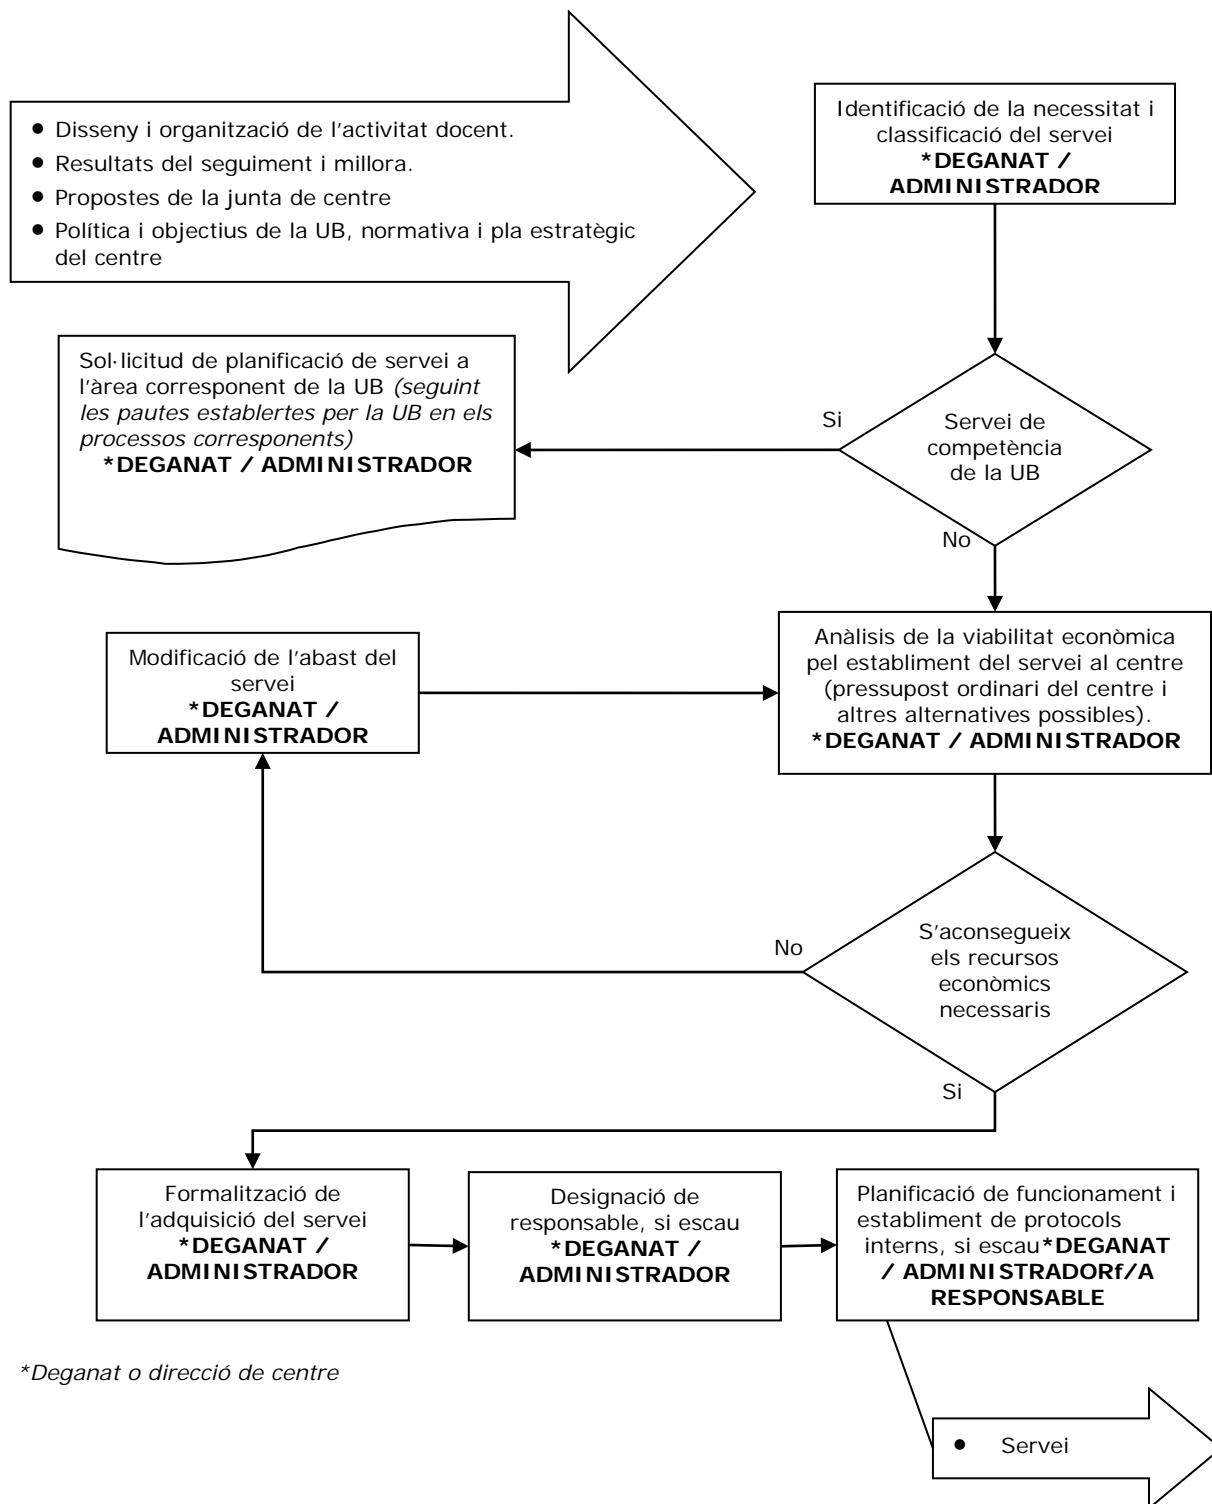 • Disseny i organització de l'activitat docent.
• Resultats del seguiment i millora.
• Propostes de la junta de centre
• Política i objectius de la UB, normativa i pla estratègic
del centre
Identificació de la necessitat i
classificació del servei
*DEGANAT /
ADMINISTRADOR
Sol·licitud de planificació de servei a
l'àrea corresponent de la UB (seguint
les pautes establertes per la UB en els
processos corresponents)
*DEGANAT / ADMINISTRADOR
Si
Servei de
competència
de la UB
No
Modificació de l'abast del
servei
*DEGANAT /
ADMINISTRADOR
Anàlisis de la viabilitat econòmica
pel establiment del servei al centre
(pressupost ordinari del centre i
altres alternatives possibles).
*DEGANAT / ADMINISTRADOR
No
S'aconsegueix
els recursos
econòmics
necessaris
Si
Formalització de
l'adquisició del servei
*DEGANAT /
ADMINISTRADOR
Designació de
responsable, si escau
*DEGANAT /
ADMINISTRADOR
Planificació de funcionament i
establiment de protocols
interns, si escau*DEGANAT
/ ADMINISTRADORf/A
RESPONSABLE
*Deganat o direcció de centre
• Servei